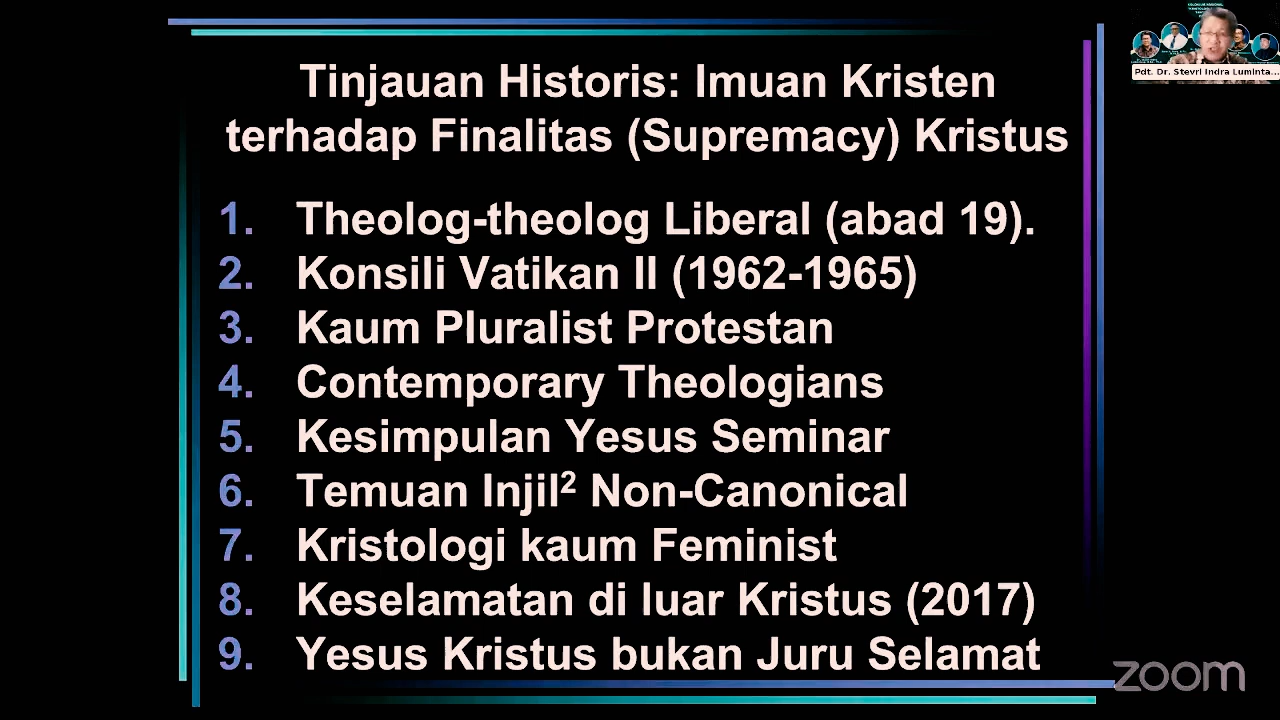 Tinjauan Historis: Imuan Kristen
terhadap Finalitas (Supremacy) Kristus
1. Theolog-theolog Liberal (abad 19).
2. Konsili Vatikan II (1962-1965)
3. Kaum Pluralist Protestan
4. Contemporary Theologians
5. Kesimpulan Yesus Seminar
6. Temuan Injil² Non-Canonical
7. Kristologi kaum Feminist
8. Keselamatan di luar Kristus (2017)
9. Yesus Kristus bukan Juru Selamat
Pdt. Dr. Stevri Indra Luminta...
zoom